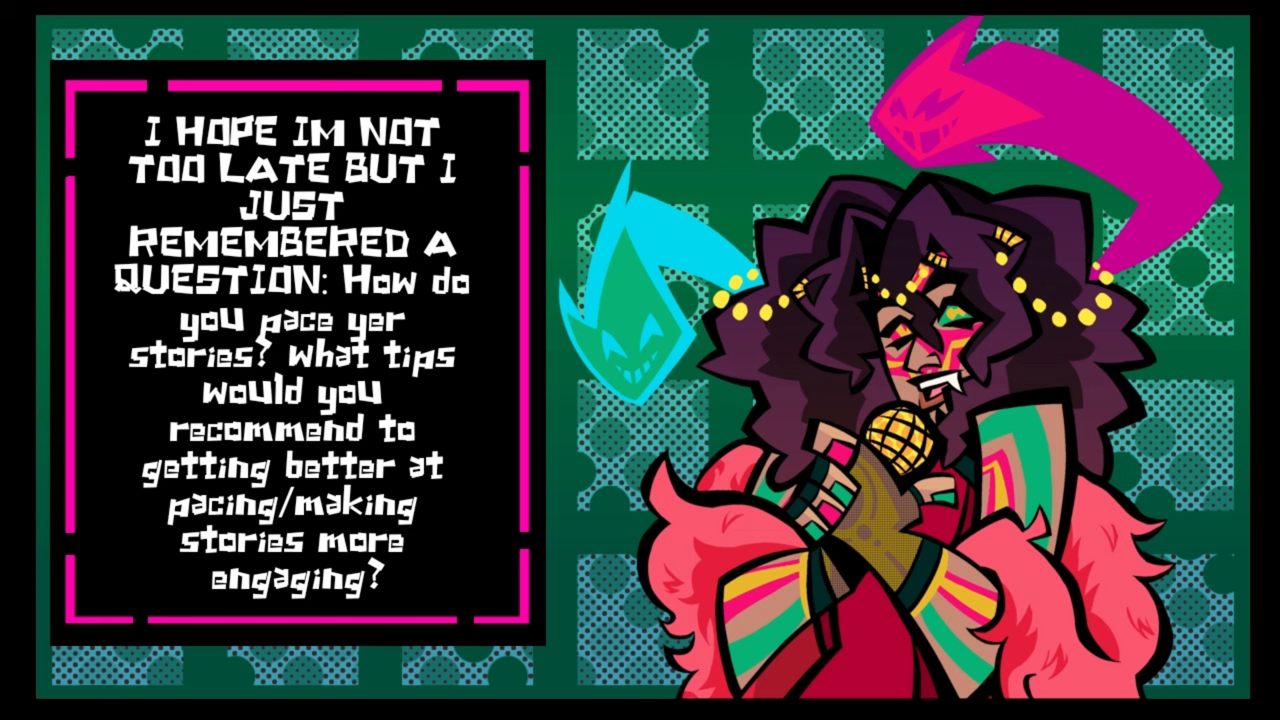 I HOPE IM NOT
TOO LATE BUT I
JUST
REMEMBERED A
QUESTION: How do
you pace yer
stories? What tips
would you
recommend to
getting better at
pacing/making
stories more
engaging?